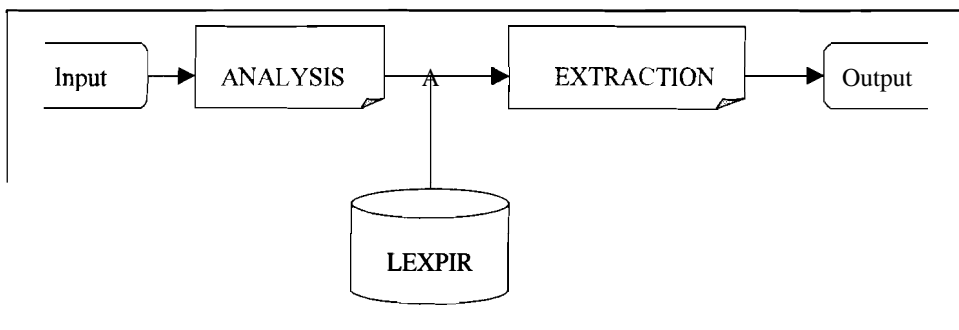 Input
ANALYSIS
EXTRACTION
Output
LEXPIR